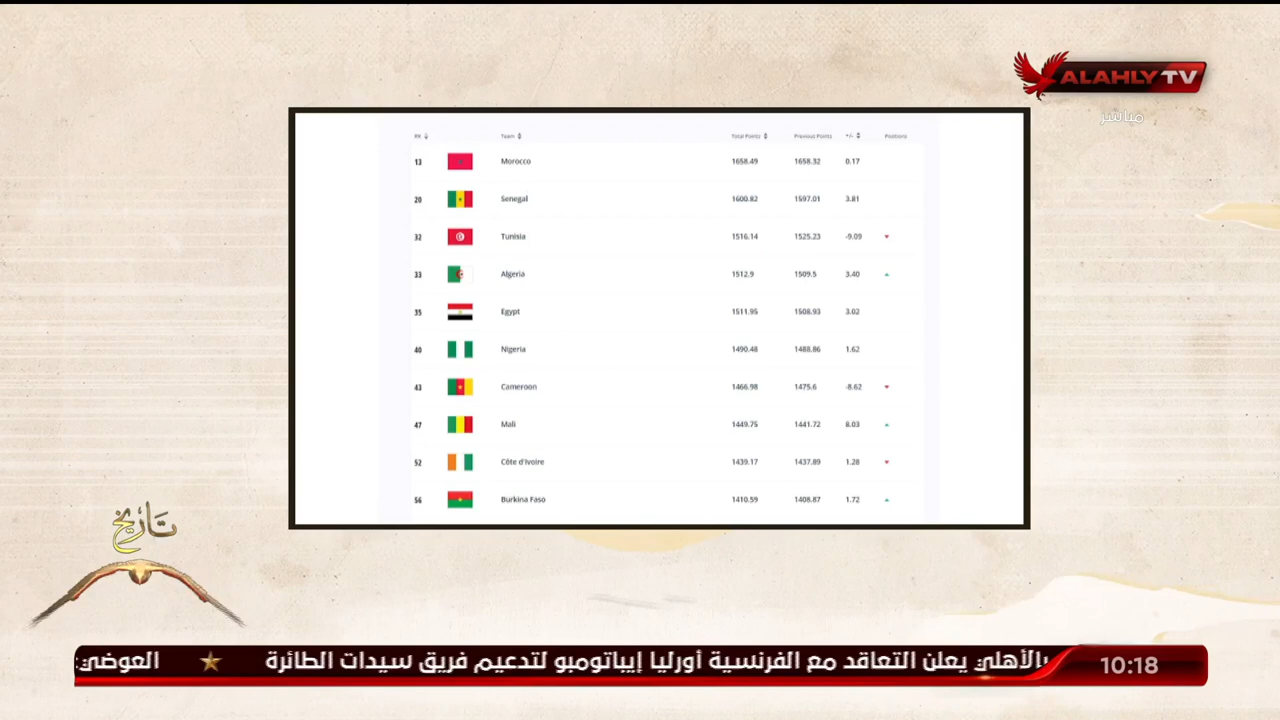 ALAHLY TV
مباشر
RK Team Total Points Previous Points +/- Positions
13 Morocco 1658.49 1658.32 0.17
20 Senegal 1600.82 1597.01 3.81
32 Tunisia 1516.14 1525.23 -9.09
33 Algeria 1512.9 1509.5 3.40
35 Egypt 1511.95 1508.93 3.02
40 Nigeria 1490.48 1488.86 1.62
43 Cameroon 1466.98 1475.6 -8.62
47 Mali 1449.75 1441.72 8.03
52 Côte d'Ivoire 1439.17 1437.89 1.28
56 Burkina Faso 1410.59 1408.87 1.72
تاريخ
الأهلي يعلن التعاقد مع الفرنسية أورليا إيباتومبو لتدعيم فريق سيدات الطائرة ★ العوضي:
10:18